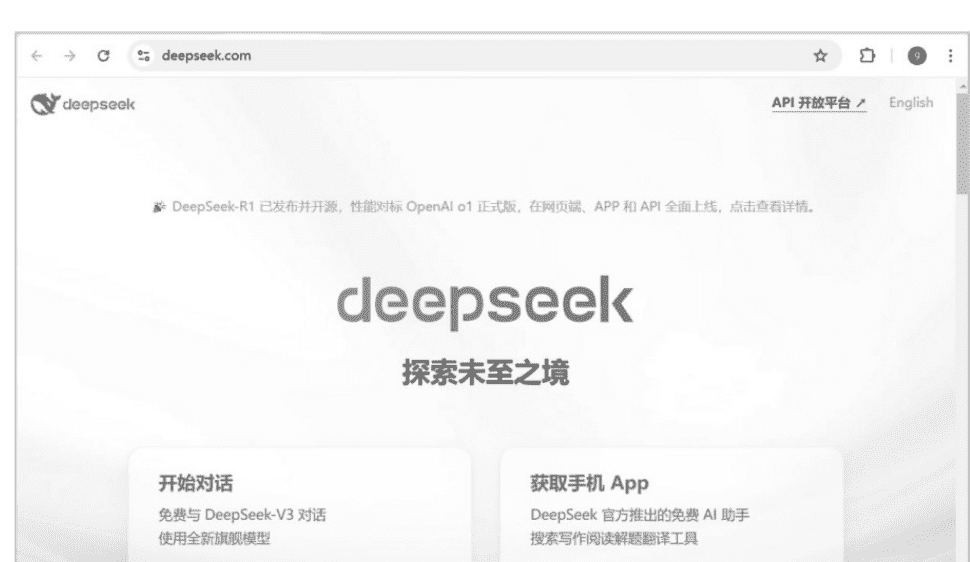 deepseek.com
9
deepseek
API 开放平台 ↗ English
DeepSeek-R1 已发布并开源，性能对标 OpenAI o1 正式版，在网页端、APP 和 API 全面上线，点击查看详情。
deepseek
探索未至之境
开始对话
免费与 DeepSeek-V3 对话
使用全新旗舰模型
获取手机 App
DeepSeek 官方推出的免费 AI 助手
搜索写作阅读解题翻译工具